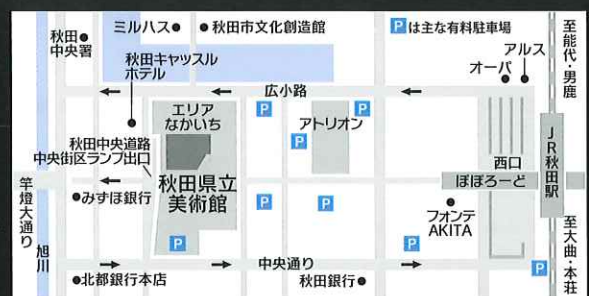 ミルハス
秋田市文化創造館
Pは主な有料駐車場
至能代・男鹿
秋田
中央署
アルス
オーパ
秋田キャッスル
ホテル
広小路
エリア
なかいち
P
アトリオン
P
P
秋田中央道路
中央街区ランプ出口
西口
JR秋田駅
秋田県立
美術館
ぽぽろーど
竿燈大通り
みずほ銀行
P
P
フォンテ
AKITA
旭川
P
P
至大曲・本荘
中央通り
P
北都銀行本店
秋田銀行